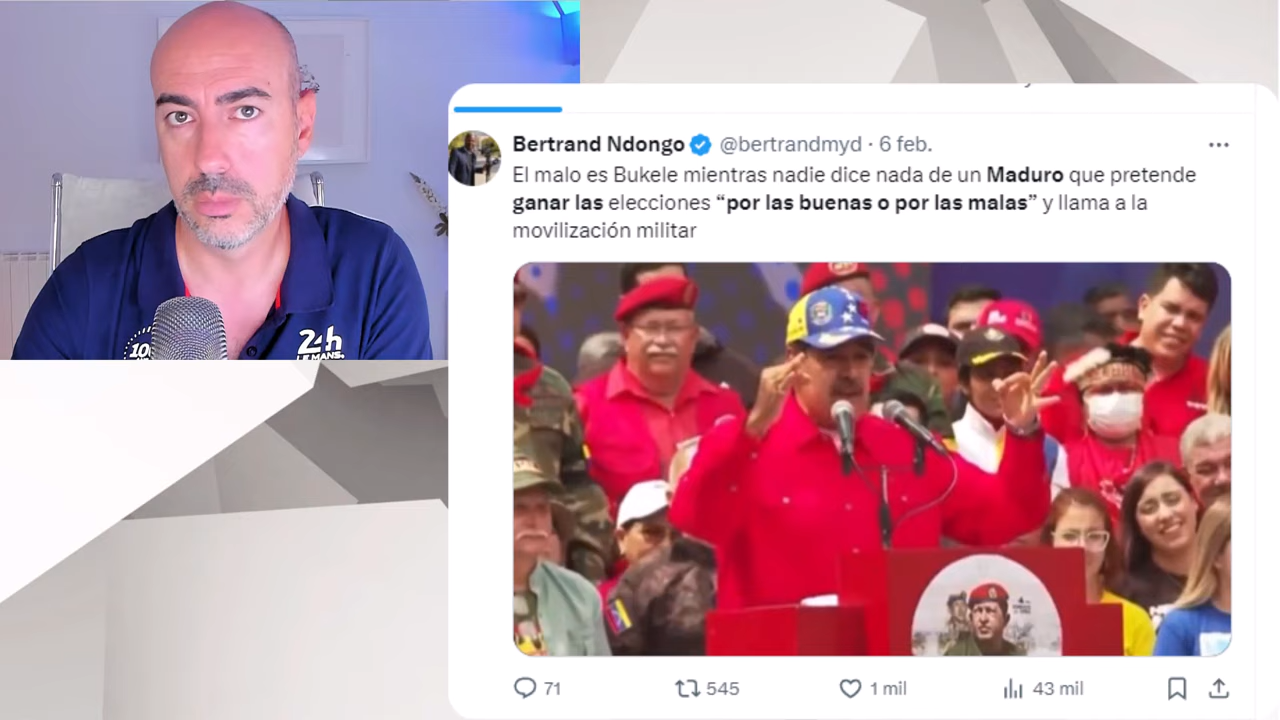 Bertrand Ndongo @bertrandmyd · 6 feb.
El malo es Bukele mientras nadie dice nada de un Maduro que pretende
ganar las elecciones “por las buenas o por las malas” y llama a la
movilización militar
24h
LE MANS
71
545
1 mil
43 mil